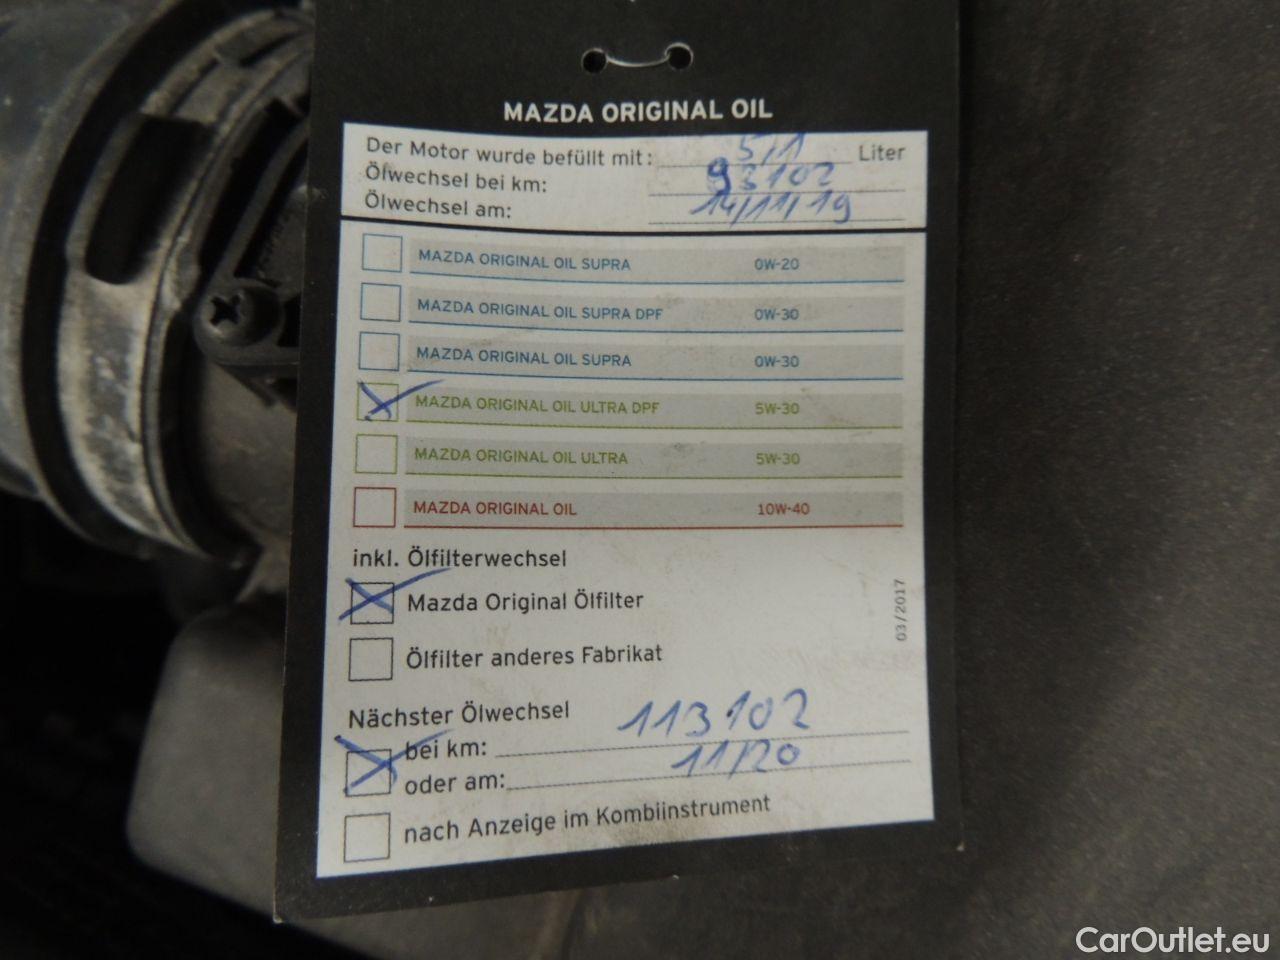 MAZDA ORIGINAL OIL
Der Motor wurde befüllt mit: 5,1 Liter
Ölwechsel bei km: 93102
Ölwechsel am: 14/11/19
MAZDA ORIGINAL OIL SUPRA 0W-20
MAZDA ORIGINAL OIL SUPRA DPF 0W-30
MAZDA ORIGINAL OIL SUPRA 0W-30
MAZDA ORIGINAL OIL ULTRA DPF 5W-30
MAZDA ORIGINAL OIL ULTRA 5W-30
MAZDA ORIGINAL OIL 10W-40
inkl. Ölfilterwechsel
Mazda Original Ölfilter
Ölfilter anderes Fabrikat
03/2017
Nächster Ölwechsel
bei km: 113102
oder am: 11/20
nach Anzeige im Kombiinstrument
CarOutlet.eu